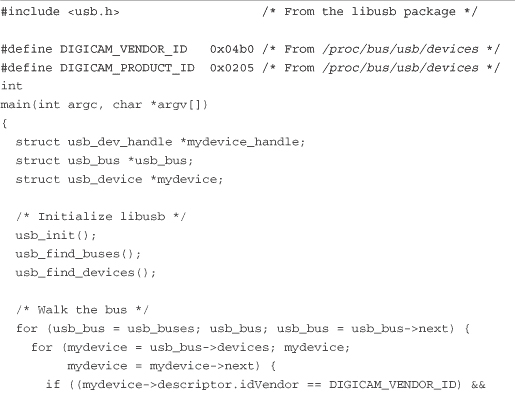 #include <usb.h>                   /* From the libusb package */

#define DIGICAM_VENDOR_ID   0x04b0 /* From /proc/bus/usb/devices */
#define DIGICAM_PRODUCT_ID  0x0205 /* From /proc/bus/usb/devices */
int
main(int argc, char *argv[])
{
  struct usb_dev_handle *mydevice_handle;
  struct usb_bus *usb_bus;
  struct usb_device *mydevice;

  /* Initialize libusb */
  usb_init();
  usb_find_buses();
  usb_find_devices();

  /* Walk the bus */
  for (usb_bus = usb_buses; usb_bus; usb_bus = usb_bus->next) {
    for (mydevice = usb_bus->devices; mydevice;
         mydevice = mydevice->next) {
      if ((mydevice->descriptor.idVendor == DIGICAM_VENDOR_ID) &&